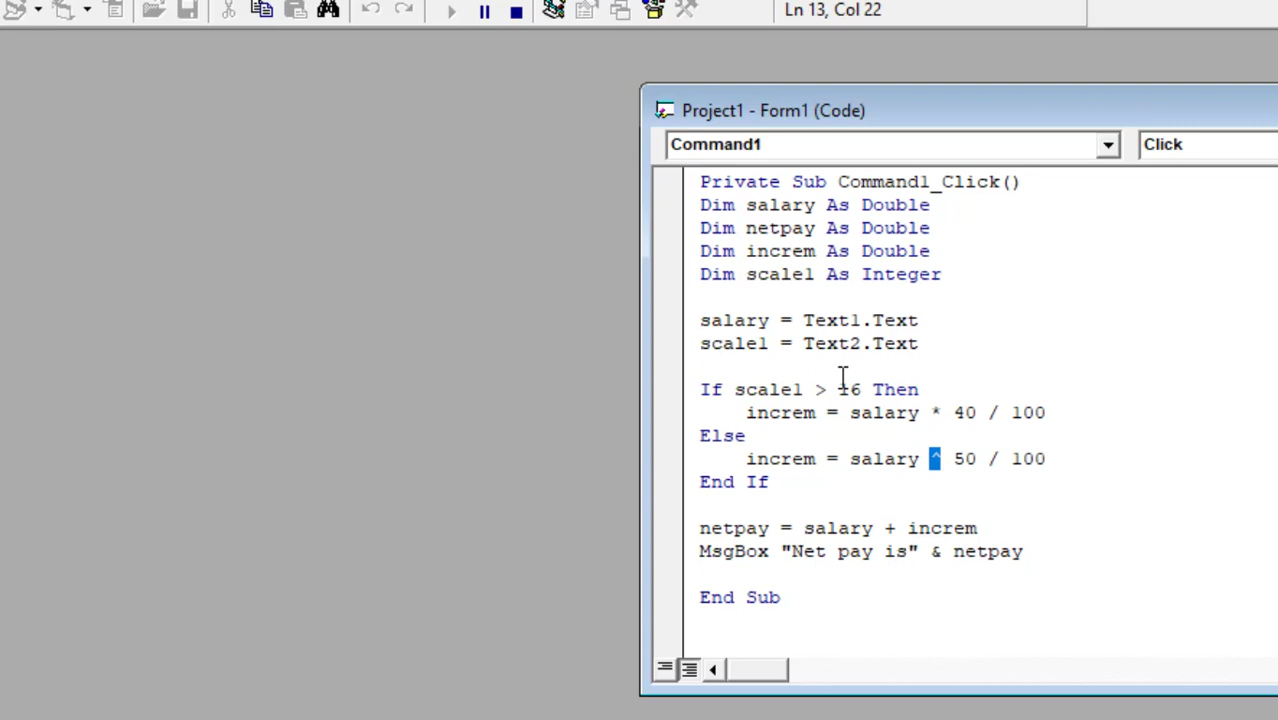 Ln 13, Col 22
Project1 - Form1 (Code)
Command1
Click
Private Sub Command1_Click()
Dim salary As Double
Dim netpay As Double
Dim increm As Double
Dim scale1 As Integer
salary = Text1.Text
scale1 = Text2.Text
If scale1 > 16 Then
increm = salary * 40 / 100
Else
increm = salary ^ 50 / 100
End If
netpay = salary + increm
MsgBox "Net pay is" & netpay
End Sub